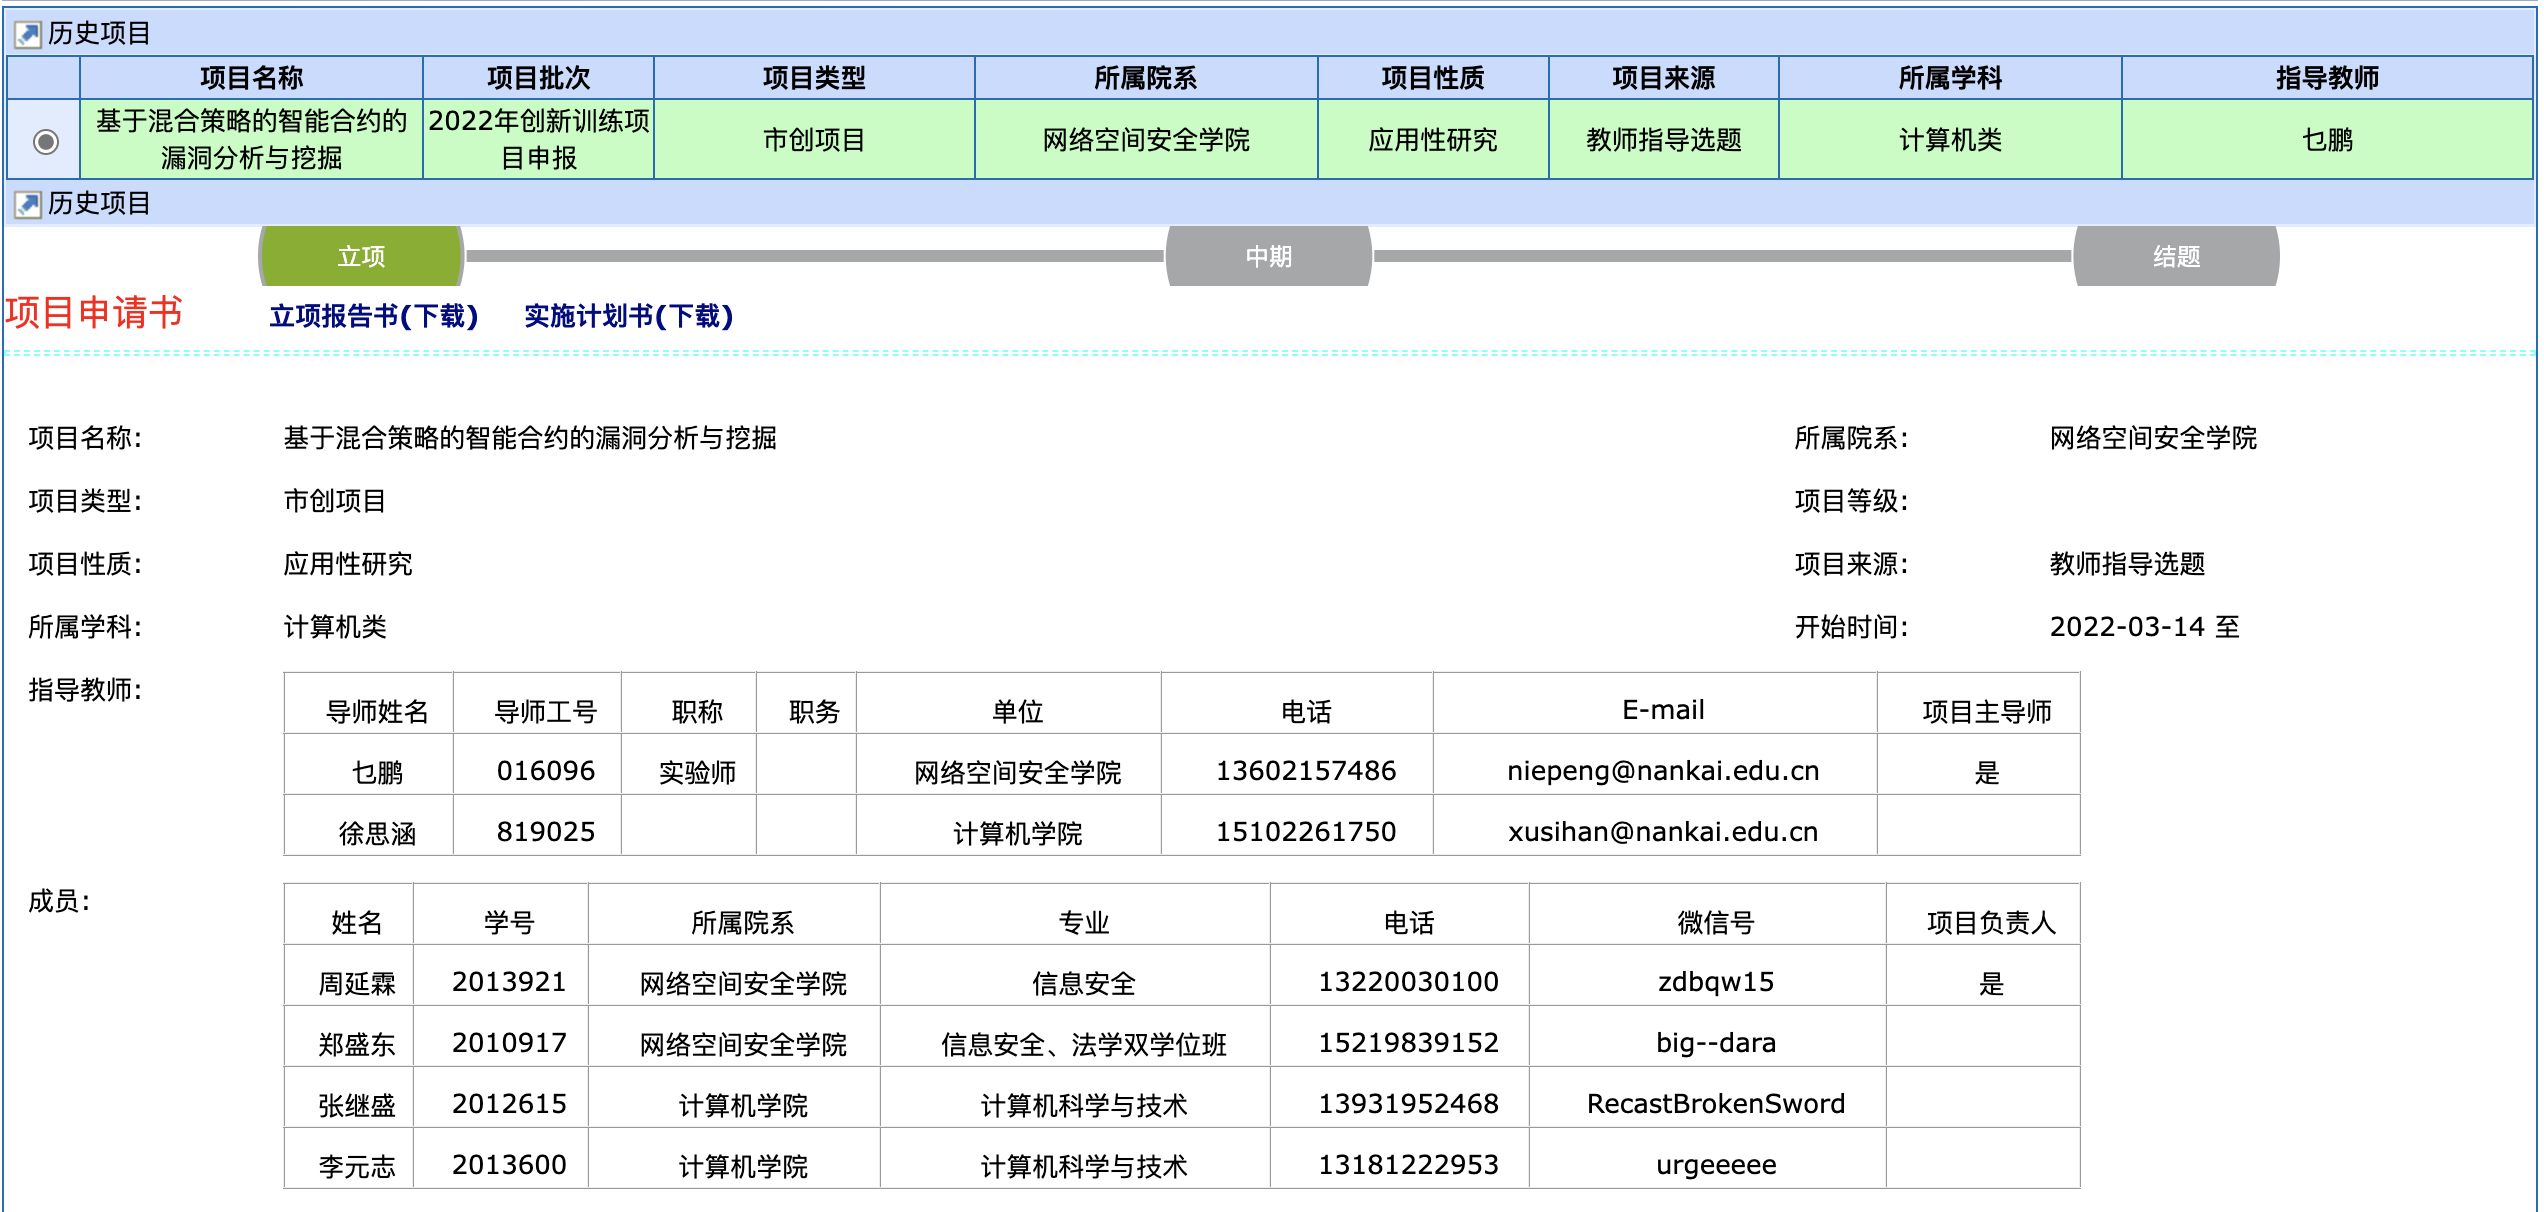 历史项目
项目名称 项目批次 项目类型 所属院系 项目性质 项目来源 所属学科 指导教师
基于混合策略的智能合约的漏洞分析与挖掘 2022年创新训练项目申报 市创项目 网络空间安全学院 应用性研究 教师指导选题 计算机类 乜鹏
历史项目
立项 中期 结题
项目申请书 立项报告书(下载) 实施计划书(下载)
项目名称: 基于混合策略的智能合约的漏洞分析与挖掘 所属院系: 网络空间安全学院
项目类型: 市创项目 项目等级:
项目性质: 应用性研究 项目来源: 教师指导选题
所属学科: 计算机类 开始时间: 2022-03-14 至
指导教师:
导师姓名 导师工号 职称 职务 单位 电话 E-mail 项目主导师
乜鹏 016096 实验师 网络空间安全学院 13602157486 niepeng@nankai.edu.cn 是
徐思涵 819025 计算机学院 15102261750 xusihan@nankai.edu.cn
成员:
姓名 学号 所属院系 专业 电话 微信号 项目负责人
周延霖 2013921 网络空间安全学院 信息安全 13220030100 zdbqw15 是
郑盛东 2010917 网络空间安全学院 信息安全、法学双学位班 15219839152 big--dara
张继盛 2012615 计算机学院 计算机科学与技术 13931952468 RecastBrokenSword
李元志 2013600 计算机学院 计算机科学与技术 13181222953 urgeeeee